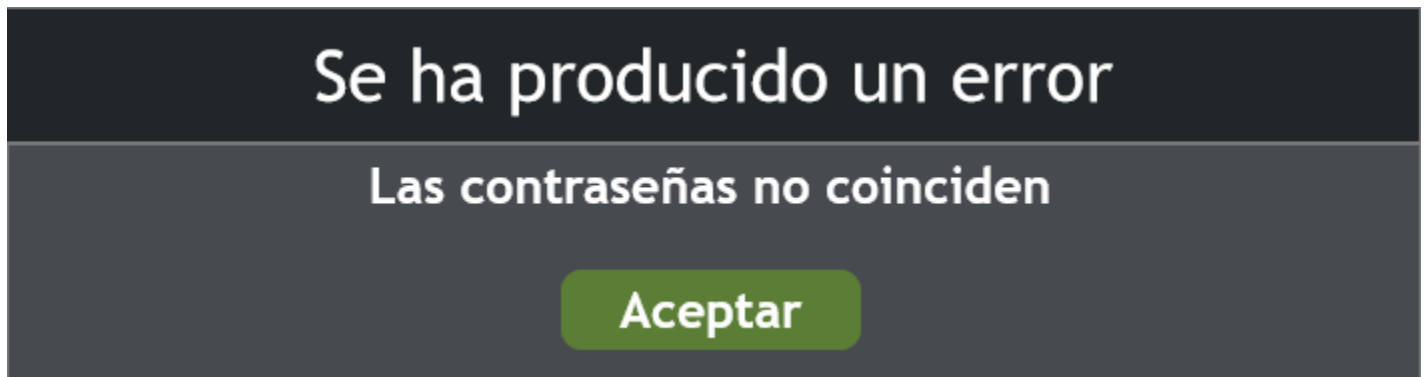 Se ha producido un error
Las contraseñas no coinciden
Aceptar